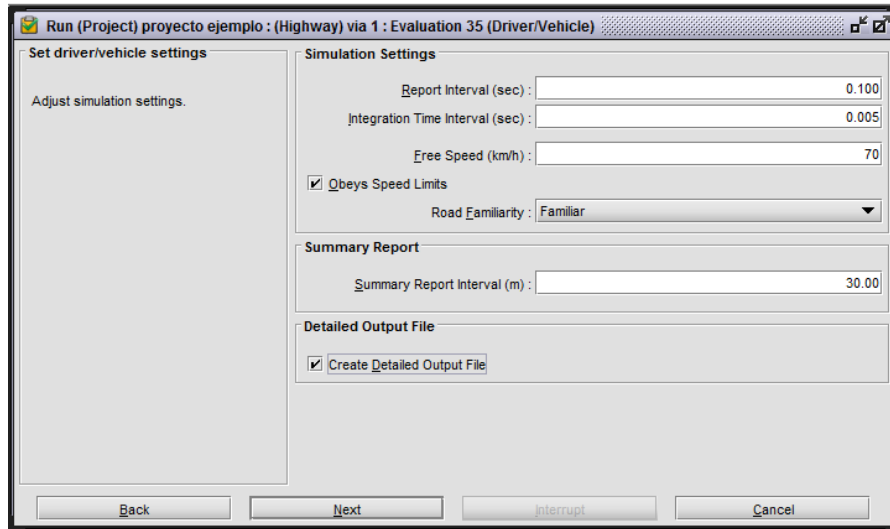 Run (Project) proyecto ejemplo : (Highway) via 1 : Evaluation 35 (Driver/Vehicle)
Set driver/vehicle settings
Adjust simulation settings.
Simulation Settings
Report Interval (sec) : 0.100
Integration Time Interval (sec) : 0.005
Free Speed (km/h) : 70
Obeys Speed Limits
Road Familiarity : Familiar
Summary Report
Summary Report Interval (m) : 30.00
Detailed Output File
Create Detailed Output File
Back Next Interrupt Cancel